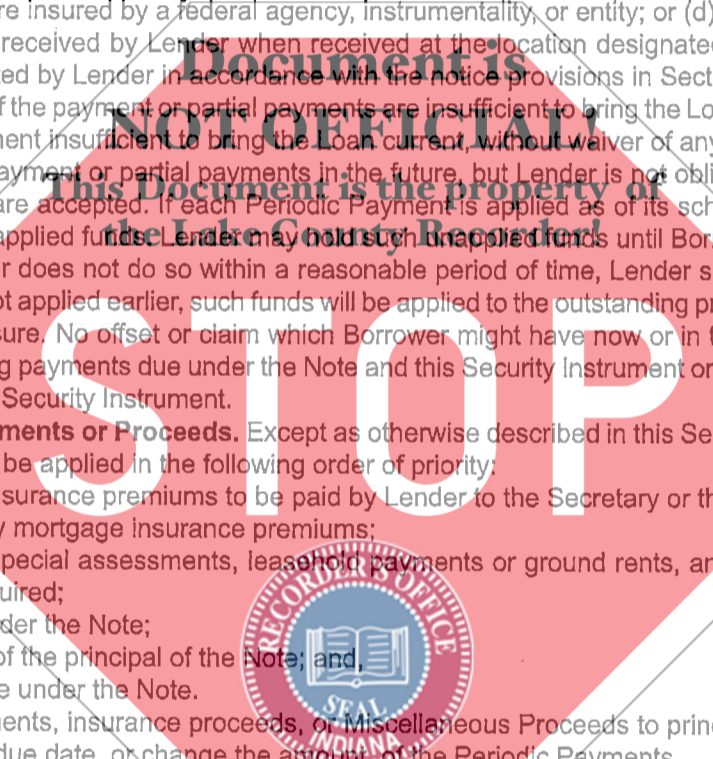 re insured by a federal agency, instrumentality, or entity; or (d)
received by Lender when received at the location designated
ed by Lender in accordance with the notice provisions in Sect
f the payment or partial payments are insufficient to bring the Lo
nent insufficient to bring the Loan current, without waiver of any
ayment or partial payments in the future, but Lender is not obli
are accepted. If each Periodic Payment is applied as of its sch
applied funds. Lender may hold such unapplied funds until Bor
r does not do so within a reasonable period of time, Lender s
ot applied earlier, such funds will be applied to the outstanding pr
sure. No offset or claim which Borrower might have now or in t
g payments due under the Note and this Security Instrument or
Security Instrument.
ments or Proceeds. Except as otherwise described in this Se
be applied in the following order of priority:
surance premiums to be paid by Lender to the Secretary or th
y mortgage insurance premiums;
pecial assessments, leasehold payments or ground rents, an
uired;
der the Note;
of the principal of the Note; and,
e under the Note.
ents, insurance proceeds, or Miscellaneous Proceeds to prin
due date, or change the amount, of the Periodic Payments
Document is
NOT OFFICIAL!
This Document is the property of
the Lake County Recorder!
STOP
RECORDER'S OFFICE
SEAL
INDIANA